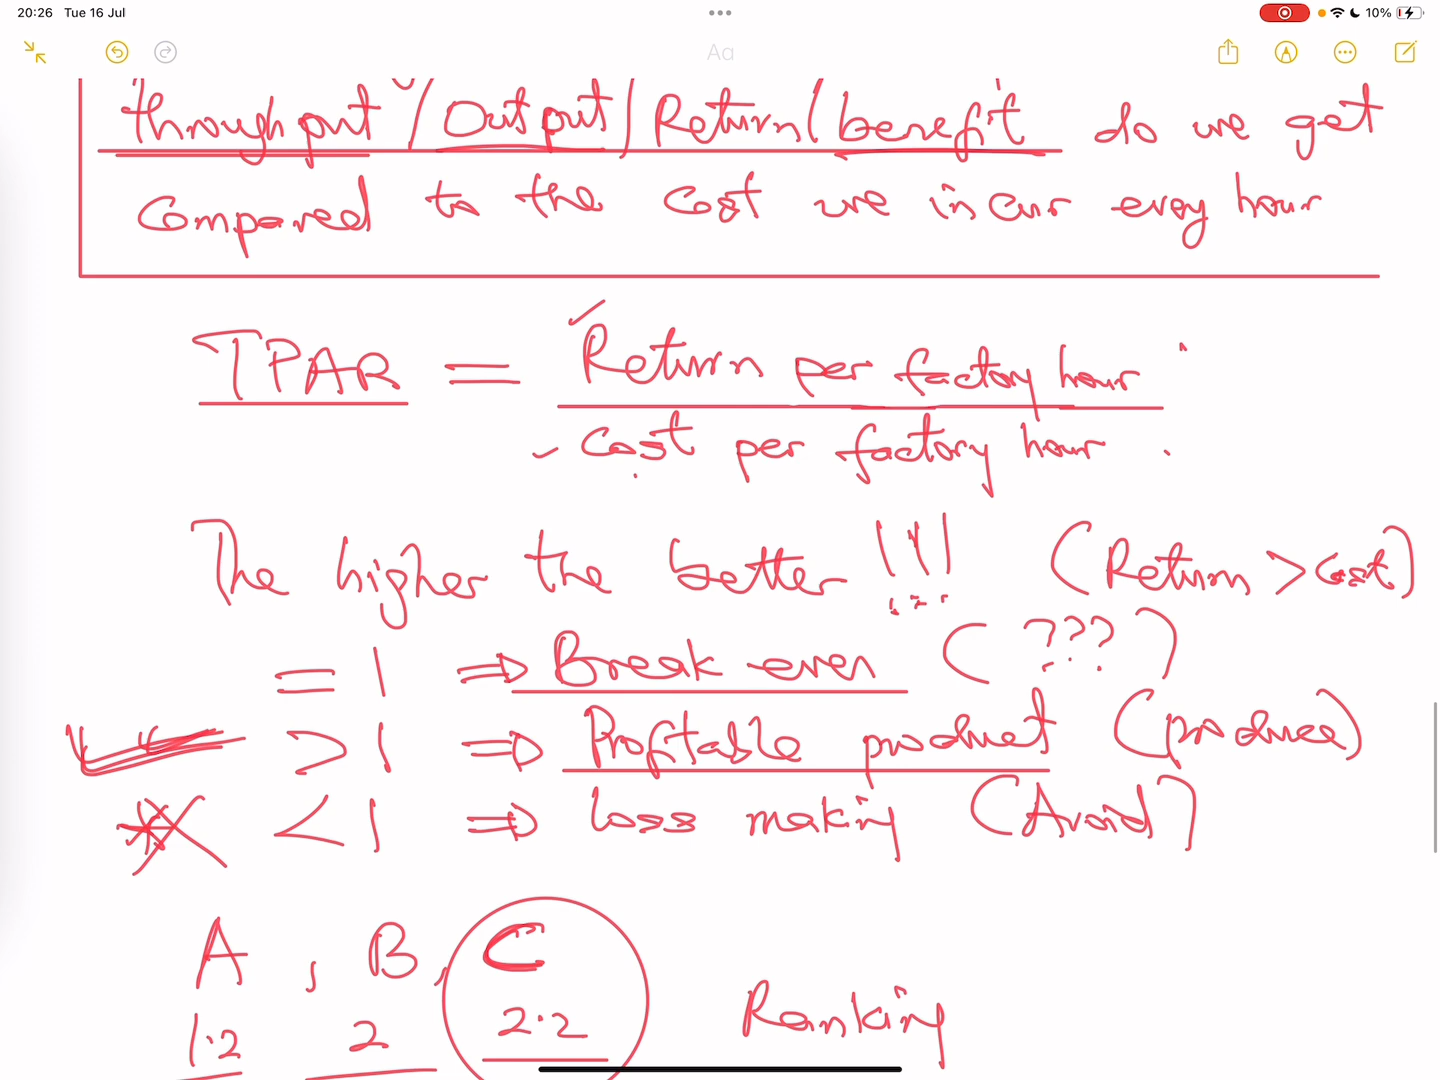 20:26 Tue 16 Jul
10%
Aa
throughput / Output / Return / benefit do we get
Compared to the cost we incur every hour
TPAR = Return per factory hour
Cost per factory hour
The higher the better !!! (Return > Cost)
= 1 ⇒ Break-even (???)
> 1 ⇒ Profitable product (produce)
< 1 ⇒ loss making (Avoid)
A, B, C
1.2 2 2.2 Ranking